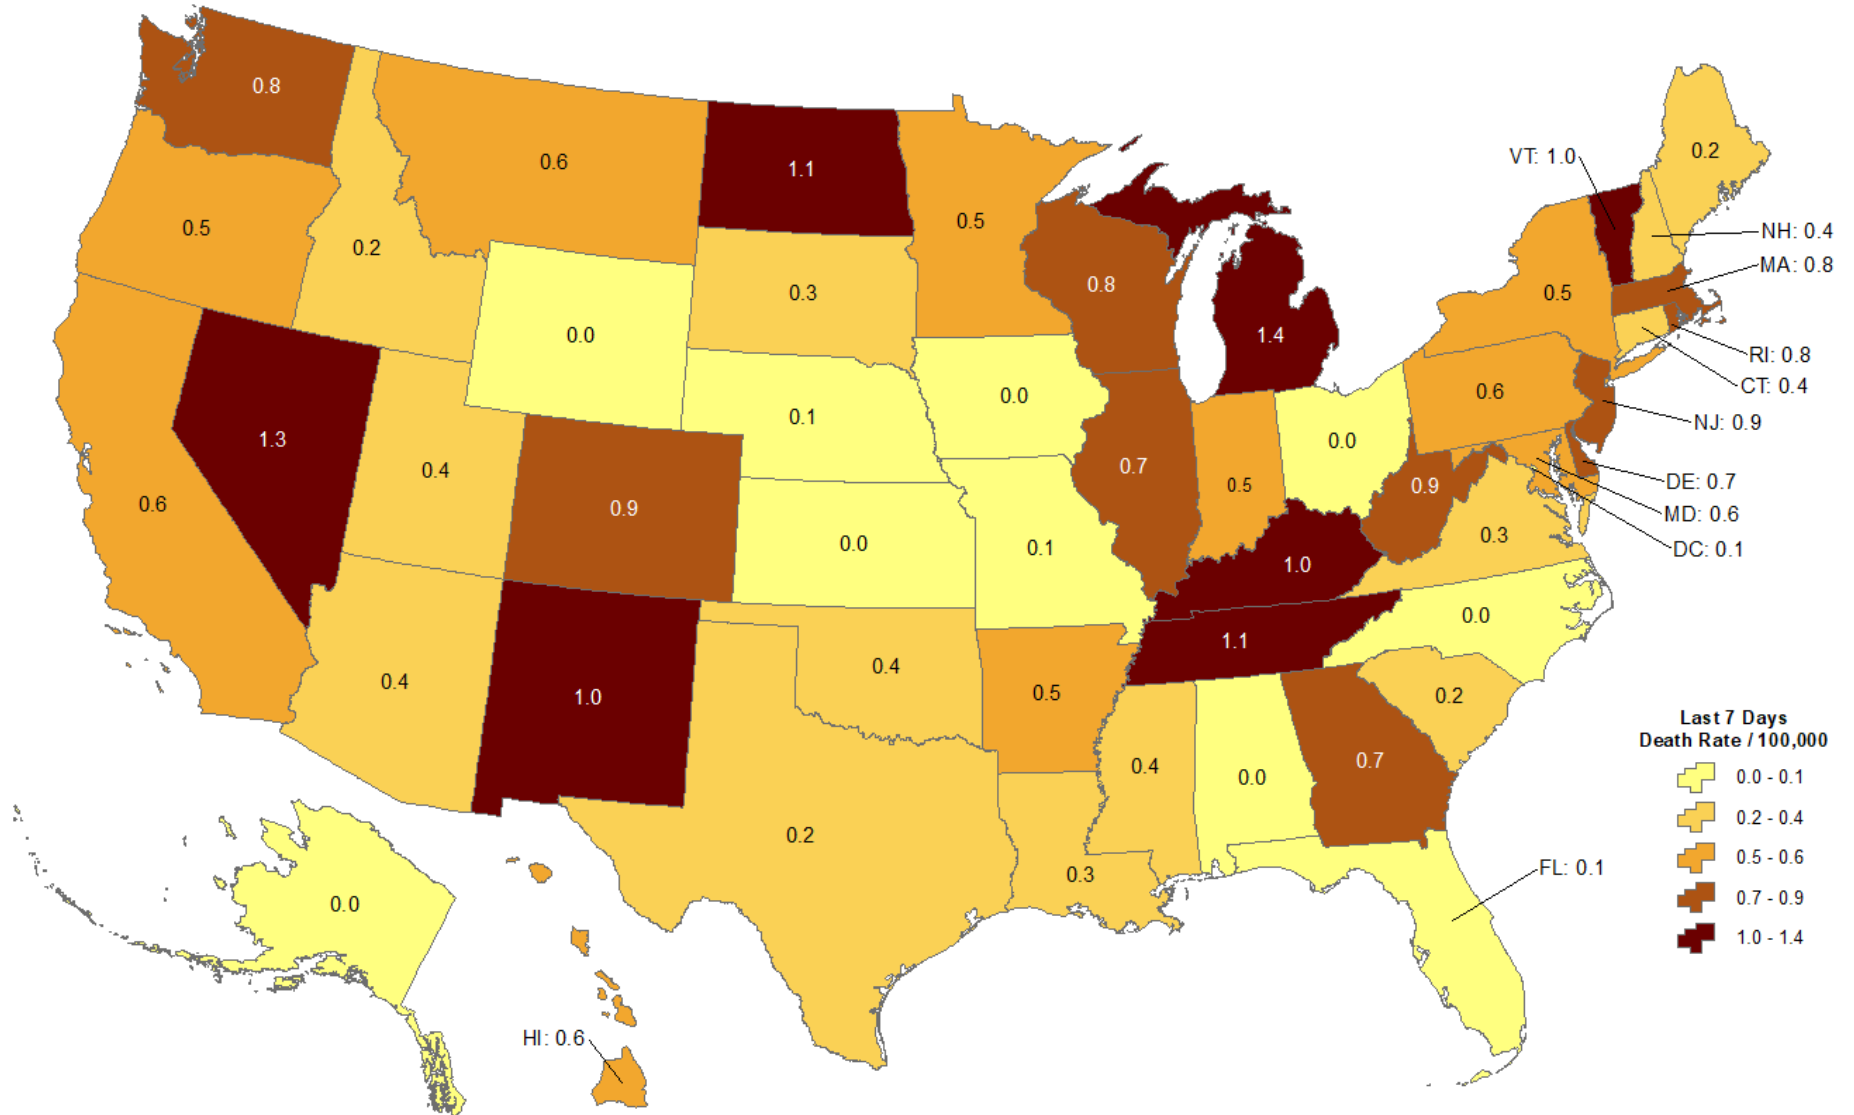 0.8
0.6
1.1
0.2
VT: 1.0
0.5
0.2
0.5
NH: 0.4
MA: 0.8
0.3
0.8
0.5
0.0
1.4
RI: 0.8
CT: 0.4
0.0
0.6
0.1
NJ: 0.9
1.3
0.0
0.4
0.7
0.5
0.9
DE: 0.7
0.6
0.9
MD: 0.6
0.0
0.1
0.3
DC: 0.1
1.0
0.0
1.1
0.4
1.0
0.4
0.5
0.2
Last 7 Days
Death Rate / 100,000
0.0 - 0.1
0.2 - 0.4
0.5 - 0.6
0.7 - 0.9
1.0 - 1.4
0.4
0.0
0.7
0.2
0.3
FL: 0.1
0.0
HI: 0.6